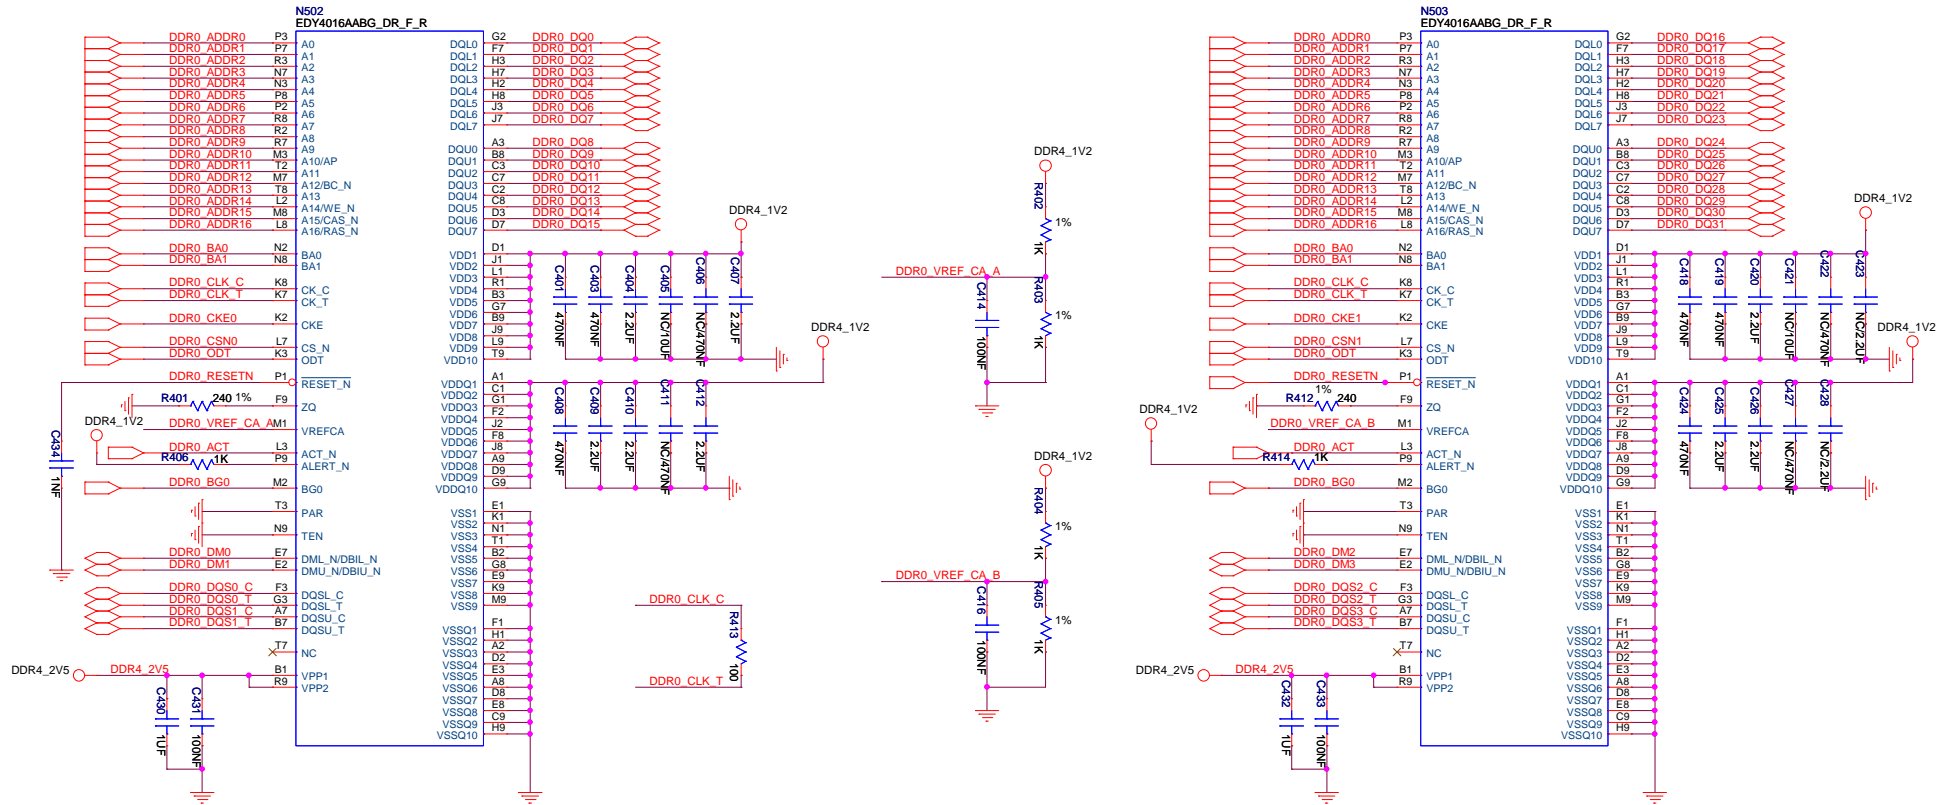 N502
EDY4016AABG_DR_F_R
DDR0_ADDR0 P3 A0
DDR0_ADDR1 P7 A1
DDR0_ADDR2 R3 A2
DDR0_ADDR3 N7 A3
DDR0_ADDR4 N3 A4
DDR0_ADDR5 P8 A5
DDR0_ADDR6 P2 A6
DDR0_ADDR7 R8 A7
DDR0_ADDR8 R2 A8
DDR0_ADDR9 R7 A9
DDR0_ADDR10 M3 A10/AP
DDR0_ADDR11 T2 A11
DDR0_ADDR12 M7 A12/BC_N
DDR0_ADDR13 T8 A13
DDR0_ADDR14 L2 A14/WE_N
DDR0_ADDR15 M8 A15/CAS_N
DDR0_ADDR16 L8 A16/RAS_N
DDR0_BA0 N2 BA0
DDR0_BA1 N8 BA1
DDR0_CLK_C K8 CK_C
DDR0_CLK_T K7 CK_T
DDR0_CKE0 K2 CKE
DDR0_CSN0 L7 CS_N
DDR0_ODT K3 ODT
DDR0_RESETN P1 RESET_N
R401 240 1% F9 ZQ
DDR4_1V2
DDR0_VREF_CA_A M1 VREFCA
DDR0_ACT L3 ACT_N
R406 1K P9 ALERT_N
C434 1NF
DDR0_BG0 M2 BG0
T3 PAR
N9 TEN
DDR0_DM0 E7 DML_N/DBIL_N
DDR0_DM1 E2 DMU_N/DBIU_N
DDR0_DQS0_C F3 DQSL_C
DDR0_DQS0_T G3 DQSL_T
DDR0_DQS1_C A7 DQSU_C
DDR0_DQS1_T B7 DQSU_T
T7 NC
DDR4_2V5 DDR4_2V5 B1 VPP1
R9 VPP2
C430 1UF
C431 100NF
DQL0 G2 DDR0_DQ0
DQL1 F7 DDR0_DQ1
DQL2 H3 DDR0_DQ2
DQL3 H7 DDR0_DQ3
DQL4 H2 DDR0_DQ4
DQL5 H8 DDR0_DQ5
DQL6 J3 DDR0_DQ6
DQL7 J7 DDR0_DQ7
DQU0 A3 DDR0_DQ8
DQU1 B8 DDR0_DQ9
DQU2 C3 DDR0_DQ10
DQU3 C7 DDR0_DQ11
DQU4 C2 DDR0_DQ12
DQU5 C8 DDR0_DQ13
DQU6 D3 DDR0_DQ14
DQU7 D7 DDR0_DQ15
DDR4_1V2
VDD1 D1
VDD2 J1
VDD3 L1
VDD4 R1
VDD5 B3
VDD6 G7
VDD7 B9
VDD8 J9
VDD9 L9
VDD10 T9
C401 470NF
C403 470NF
C404 2.2UF
C405 NC/10UF
C406 NC/470NF
C407 2.2UF
DDR4_1V2
VDDQ1 A1
VDDQ2 C1
VDDQ3 G1
VDDQ4 F2
VDDQ5 J2
VDDQ6 F8
VDDQ7 J8
VDDQ8 A9
VDDQ9 D9
VDDQ10 G9
C408 470NF
C409 2.2UF
C410 2.2UF
C411 NC/470NF
C412 2.2UF
VSS1 E1
VSS2 K1
VSS3 N1
VSS4 T1
VSS5 B2
VSS6 G8
VSS7 E9
VSS8 K9
VSS9 M9
VSSQ1 F1
VSSQ2 H1
VSSQ3 A2
VSSQ4 D2
VSSQ5 E3
VSSQ6 A8
VSSQ7 D8
VSSQ8 E8
VSSQ9 C9
VSSQ10 H9
DDR0_CLK_C
R413 100
DDR0_CLK_T
DDR4_1V2
R402 1% 1K
DDR0_VREF_CA_A
C414 100NF
R403 1% 1K
DDR4_1V2
R404 1% 1K
DDR0_VREF_CA_B
C416 100NF
R405 1% 1K
N503
EDY4016AABG_DR_F_R
DDR0_ADDR0 P3 A0
DDR0_ADDR1 P7 A1
DDR0_ADDR2 R3 A2
DDR0_ADDR3 N7 A3
DDR0_ADDR4 N3 A4
DDR0_ADDR5 P8 A5
DDR0_ADDR6 P2 A6
DDR0_ADDR7 R8 A7
DDR0_ADDR8 R2 A8
DDR0_ADDR9 R7 A9
DDR0_ADDR10 M3 A10/AP
DDR0_ADDR11 T2 A11
DDR0_ADDR12 M7 A12/BC_N
DDR0_ADDR13 T8 A13
DDR0_ADDR14 L2 A14/WE_N
DDR0_ADDR15 M8 A15/CAS_N
DDR0_ADDR16 L8 A16/RAS_N
DDR0_BA0 N2 BA0
DDR0_BA1 N8 BA1
DDR0_CLK_C K8 CK_C
DDR0_CLK_T K7 CK_T
DDR0_CKE1 K2 CKE
DDR0_CSN1 L7 CS_N
DDR0_ODT K3 ODT
DDR0_RESETN P1 RESET_N
R412 1% 240 F9 ZQ
DDR4_1V2
DDR0_VREF_CA_B M1 VREFCA
DDR0_ACT L3 ACT_N
R414 1K P9 ALERT_N
DDR0_BG0 M2 BG0
T3 PAR
N9 TEN
DDR0_DM2 E7 DML_N/DBIL_N
DDR0_DM3 E2 DMU_N/DBIU_N
DDR0_DQS2_C F3 DQSL_C
DDR0_DQS2_T G3 DQSL_T
DDR0_DQS3_C A7 DQSU_C
DDR0_DQS3_T B7 DQSU_T
T7 NC
DDR4_2V5 DDR4_2V5 B1 VPP1
R9 VPP2
C432 1UF
C433 100NF
DQL0 G2 DDR0_DQ16
DQL1 F7 DDR0_DQ17
DQL2 H3 DDR0_DQ18
DQL3 H7 DDR0_DQ19
DQL4 H2 DDR0_DQ20
DQL5 H8 DDR0_DQ21
DQL6 J3 DDR0_DQ22
DQL7 J7 DDR0_DQ23
DQU0 A3 DDR0_DQ24
DQU1 B8 DDR0_DQ25
DQU2 C3 DDR0_DQ26
DQU3 C7 DDR0_DQ27
DQU4 C2 DDR0_DQ28
DQU5 C8 DDR0_DQ29
DQU6 D3 DDR0_DQ30
DQU7 D7 DDR0_DQ31
DDR4_1V2
VDD1 D1
VDD2 J1
VDD3 L1
VDD4 R1
VDD5 B3
VDD6 G7
VDD7 B9
VDD8 J9
VDD9 L9
VDD10 T9
C418 470NF
C419 470NF
C420 2.2UF
C421 NC/10UF
C422 NC/470NF
C423 NC/2.2UF
DDR4_1V2
VDDQ1 A1
VDDQ2 C1
VDDQ3 G1
VDDQ4 F2
VDDQ5 J2
VDDQ6 F8
VDDQ7 J8
VDDQ8 A9
VDDQ9 D9
VDDQ10 G9
C424 470NF
C425 2.2UF
C426 2.2UF
C427 NC/470NF
C428 NC/2.2UF
VSS1 E1
VSS2 K1
VSS3 N1
VSS4 T1
VSS5 B2
VSS6 G8
VSS7 E9
VSS8 K9
VSS9 M9
VSSQ1 F1
VSSQ2 H1
VSSQ3 A2
VSSQ4 D2
VSSQ5 E3
VSSQ6 A8
VSSQ7 D8
VSSQ8 E8
VSSQ9 C9
VSSQ10 H9